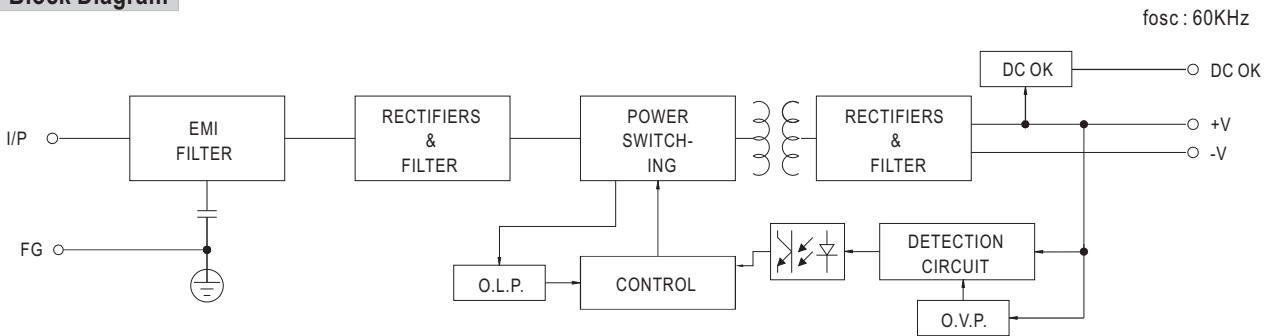 Block Diagram
fosc : 60KHz
DC OK
DC OK
I/P
EMI
FILTER
RECTIFIERS
&
FILTER
POWER
SWITCH-
ING
RECTIFIERS
&
FILTER
+V
-V
FG
O.L.P.
CONTROL
DETECTION
CIRCUIT
O.V.P.